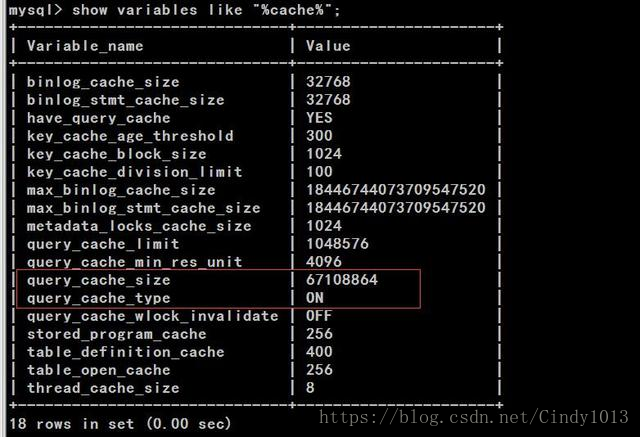 mysql> show variables like "%cache%";
+------------------------------+----------------------+
| Variable_name | Value |
+------------------------------+----------------------+
| binlog_cache_size | 32768 |
| binlog_stmt_cache_size | 32768 |
| have_query_cache | YES |
| key_cache_age_threshold | 300 |
| key_cache_block_size | 1024 |
| key_cache_division_limit | 100 |
| max_binlog_cache_size | 18446744073709547520 |
| max_binlog_stmt_cache_size | 18446744073709547520 |
| metadata_locks_cache_size | 1024 |
| query_cache_limit | 1048576 |
| query_cache_min_res_unit | 4096 |
| query_cache_size | 67108864 |
| query_cache_type | ON |
| query_cache_wlock_invalidate | OFF |
| stored_program_cache | 256 |
| table_definition_cache | 400 |
| table_open_cache | 256 |
| thread_cache_size | 8 |
+------------------------------+----------------------+
18 rows in set (0.00 sec)
https://blog.csdn.net/Cindy1013